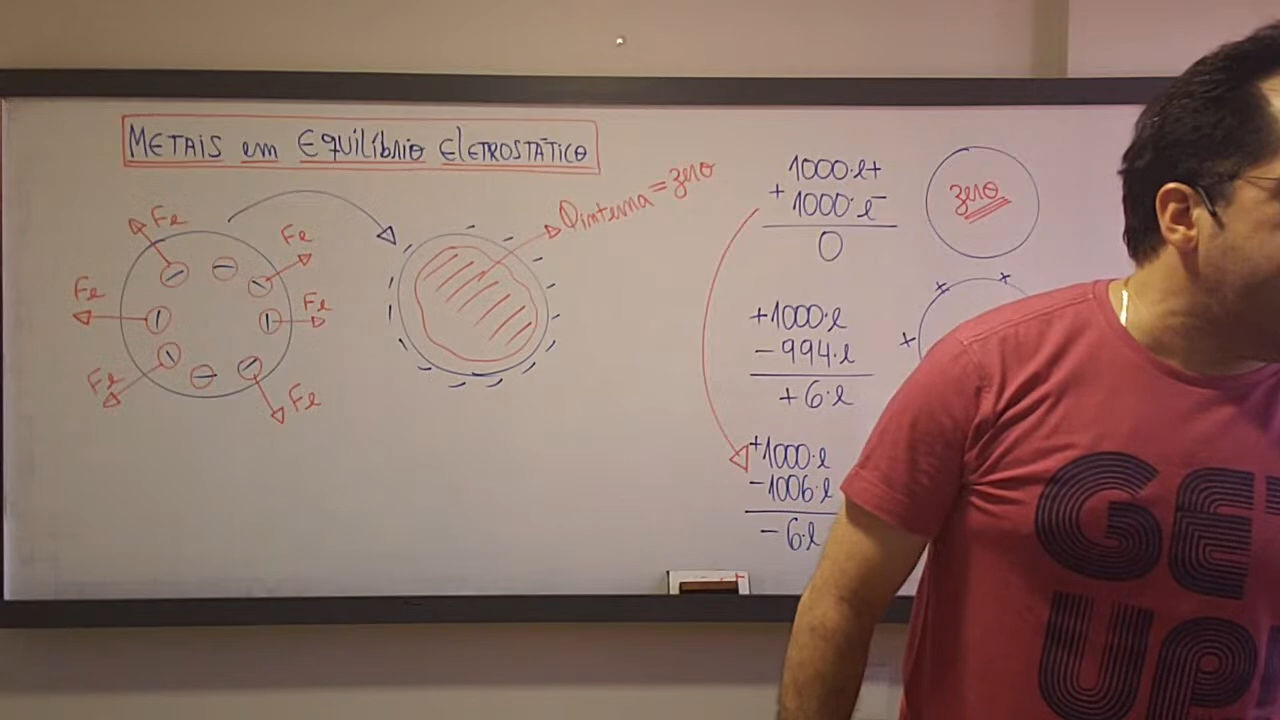 METAIS em EQuilíbrio ElETROSTÁTICO
Fe
Fe
Fe
Fe
Fe
Fe
Qinterna = zero
1000·e+
+ 1000·e-
0
zero
+1000·e
-994·e
+6·e
+1000·e
-1006·e
-6·e
GE
UP